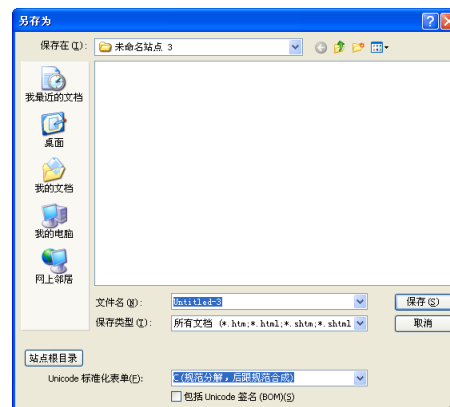 另存为
保存在(I):
未命名站点 3
我最近的文档
桌面
我的文档
我的电脑
网上邻居
文件名(N):
Untitled-3
保存(S)
保存类型(T):
所有文档 (*.htm;*.html;*.shtm;*.shtml
取消
站点根目录
Unicode 标准化表单(F):
C(规范分解，后跟规范合成)
包括 Unicode 签名(BOM)(S)